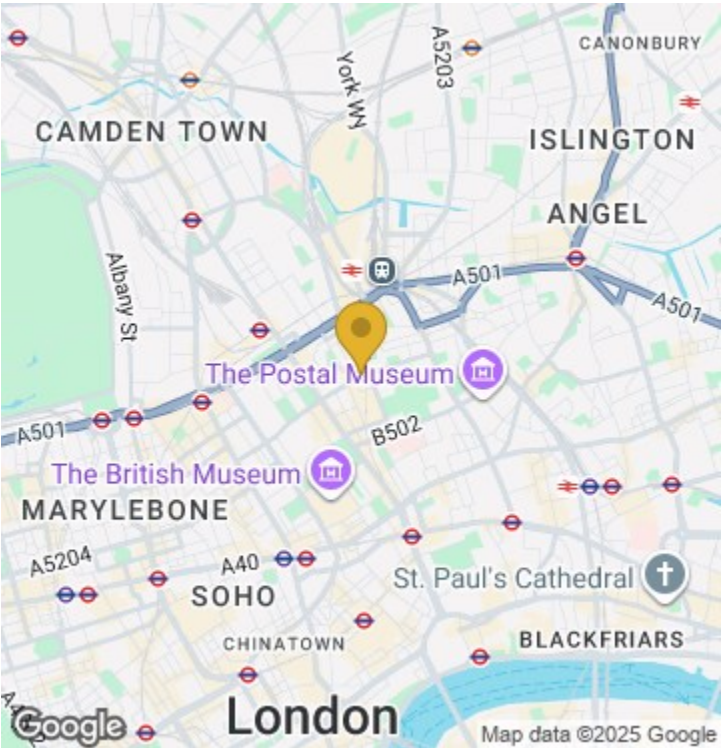 A5203
CANONBURY
York WY
CAMDEN TOWN
ISLINGTON
ANGEL
Albany St
A501
A501
The Postal Museum
A501
B502
The British Museum
MARYLEBONE
A5204
A40
St. Paul's Cathedral
SOHO
CHINATOWN
BLACKFRIARS
London
Google
Map data ©2025 Google